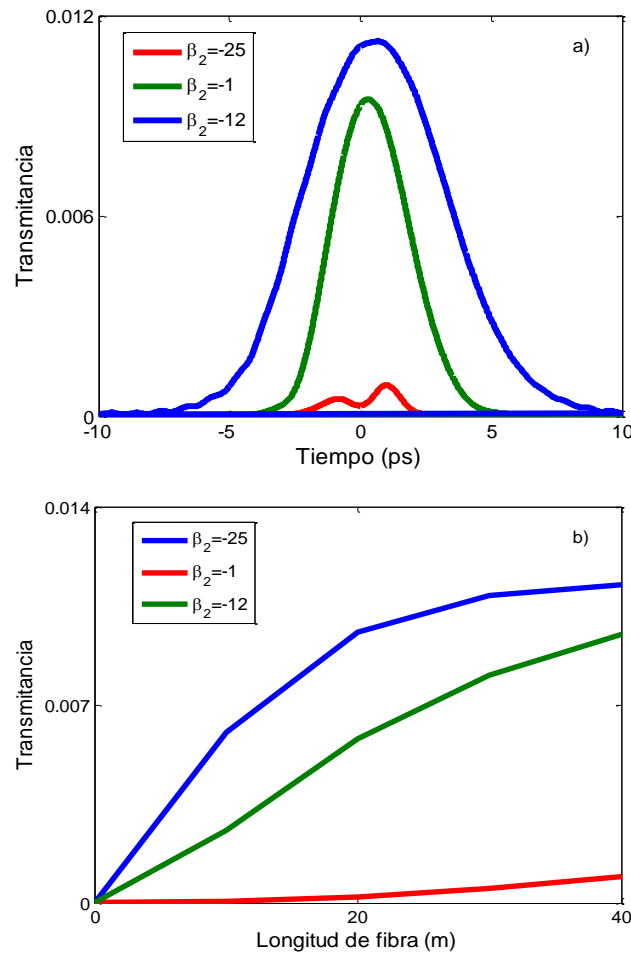 0.012
a)
β2=-25
β2=-1
β2=-12
Transmitancia
0.006
0
-10
-5
0
5
10
Tiempo (ps)
0.014
b)
β2=-25
β2=-1
β2=-12
Transmitancia
0.007
0
0
20
40
Longitud de fibra (m)